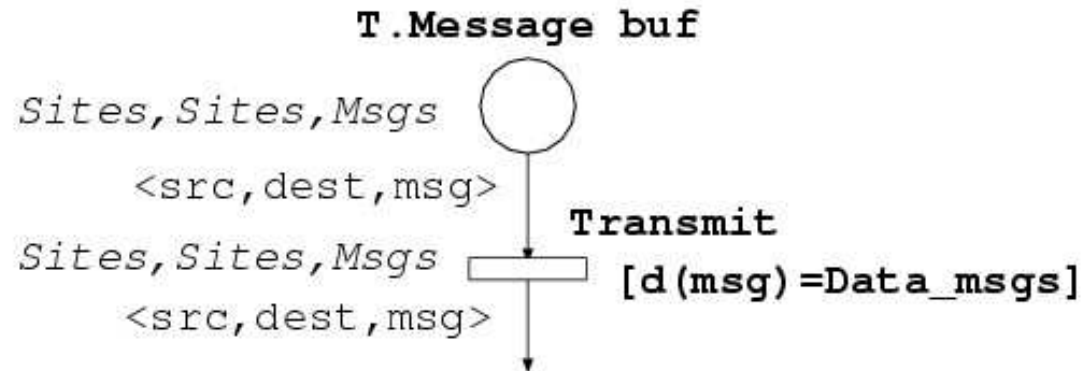 T.Message buf
Sites,Sites,Msgs
<src,dest,msg>
Transmit
Sites,Sites,Msgs
[d(msg)=Data_msgs]
<src,dest,msg>